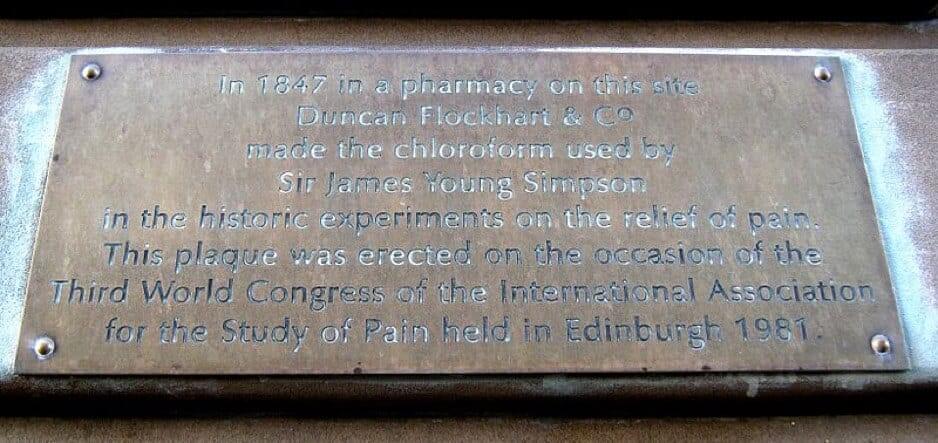 In 1847 in a pharmacy on this site
Duncan Flockhart & Cº
made the chloroform used by
Sir James Young Simpson
in the historic experiments on the relief of pain.
This plaque was erected on the occasion of the
Third World Congress of the International Association
for the Study of Pain held in Edinburgh 1981.